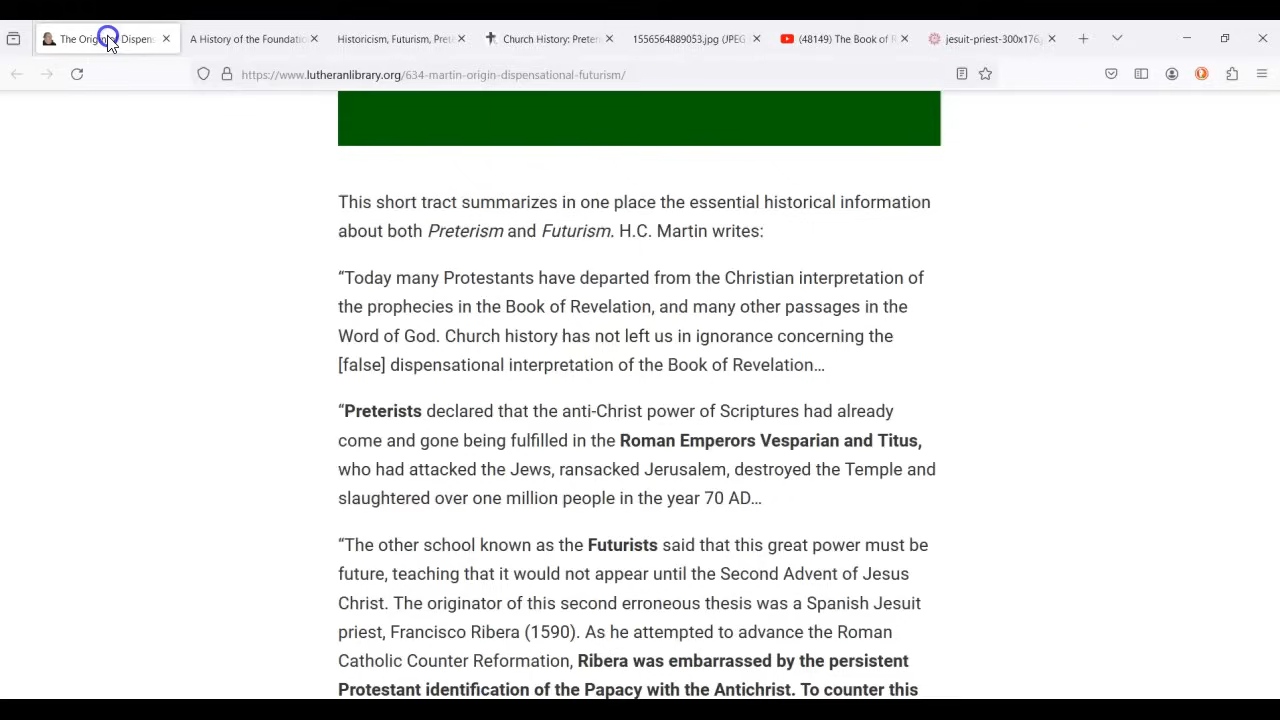 The Origin Dispens
A History of the Foundatio
Historicism, Futurism, Prete
Church History: Preteri
1556564889053.jpg (JPEG
(48149) The Book of R
jesuit-priest-300x176.j
https://www.lutheranlibrary.org/634-martin-origin-dispensational-futurism/
This short tract summarizes in one place the essential historical information
about both Preterism and Futurism. H.C. Martin writes:
“Today many Protestants have departed from the Christian interpretation of
the prophecies in the Book of Revelation, and many other passages in the
Word of God. Church history has not left us in ignorance concerning the
[false] dispensational interpretation of the Book of Revelation…
“Preterists declared that the anti-Christ power of Scriptures had already
come and gone being fulfilled in the Roman Emperors Vesparian and Titus,
who had attacked the Jews, ransacked Jerusalem, destroyed the Temple and
slaughtered over one million people in the year 70 AD…
“The other school known as the Futurists said that this great power must be
future, teaching that it would not appear until the Second Advent of Jesus
Christ. The originator of this second erroneous thesis was a Spanish Jesuit
priest, Francisco Ribera (1590). As he attempted to advance the Roman
Catholic Counter Reformation, Ribera was embarrassed by the persistent
Protestant identification of the Papacy with the Antichrist. To counter this